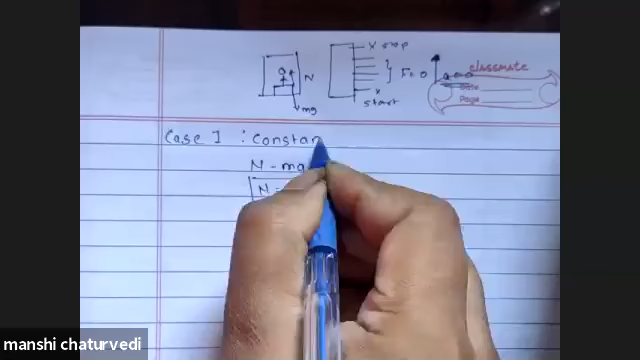 x stop
N
F=0
classmate
Date
mg
x
start
Page
Case I : Constan
N - mg
N =
manshi chaturvedi